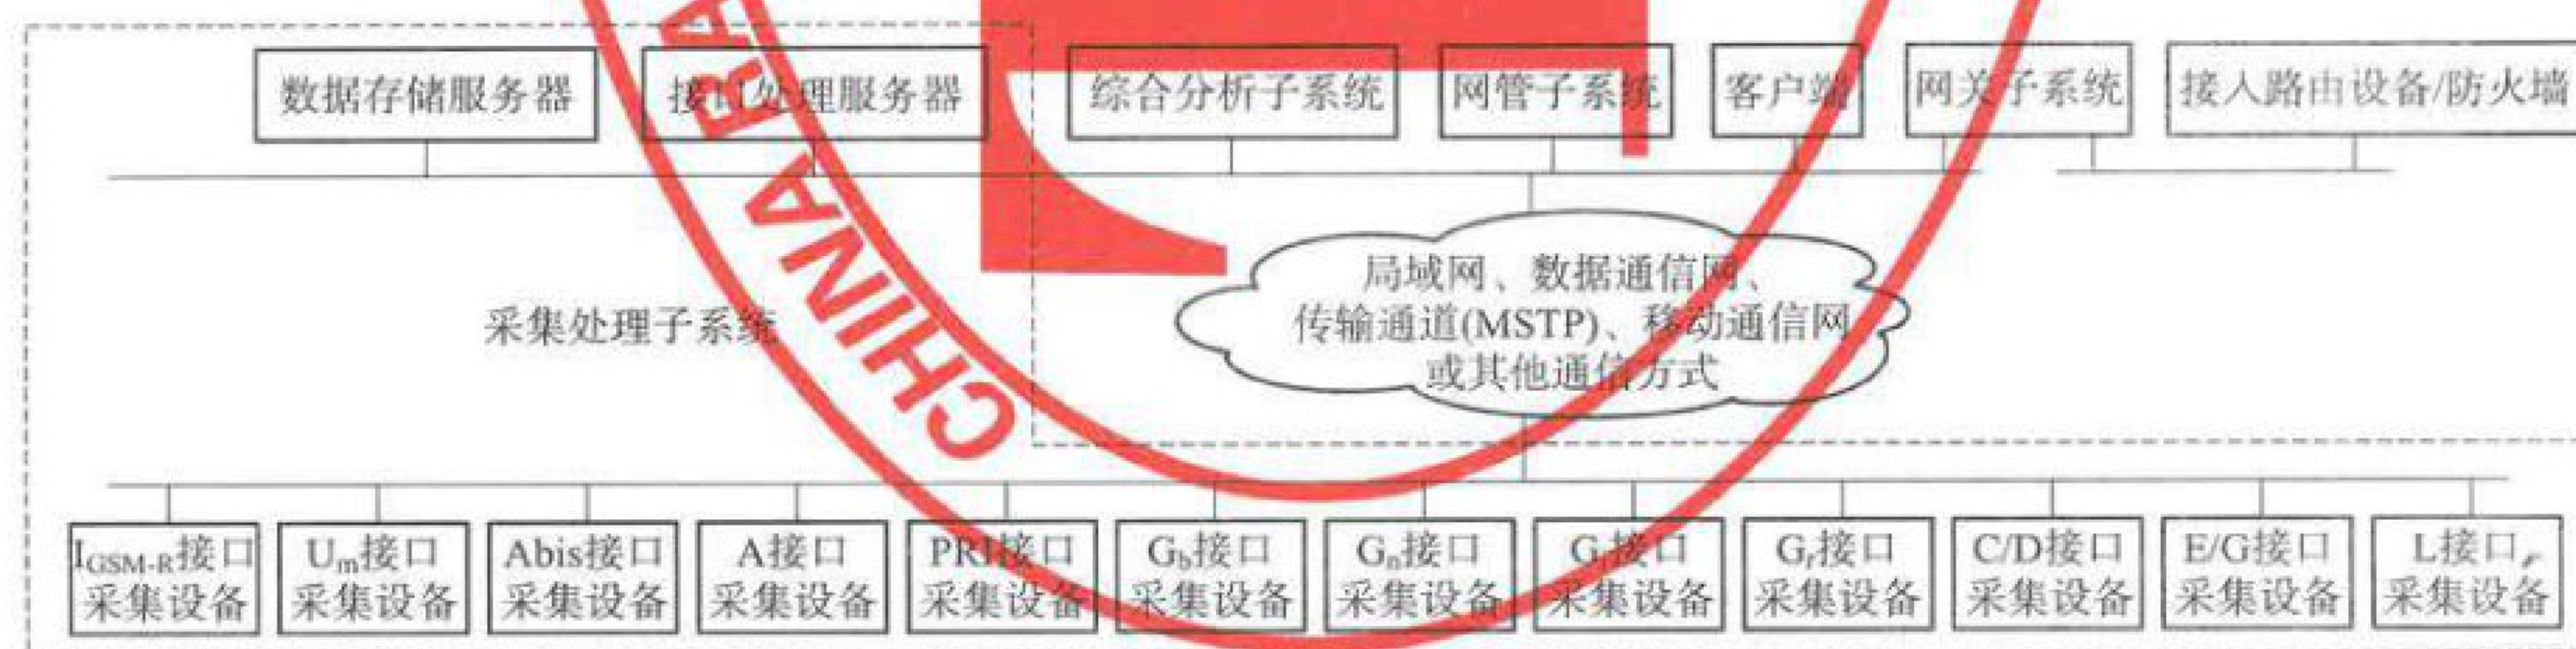 数据存储服务器
接口处理服务器
综合分析子系统
网管子系统
客户端
网关子系统
接入路由设备/防火墙
局域网、数据通信网、
传输通道(MSTP)、移动通信网
或其他通信方式
采集处理子系统
CHINA RA
I_GSM-R接口
采集设备
Um接口
采集设备
Abis接口
采集设备
A接口
采集设备
PRI接口
采集设备
Gb接口
采集设备
Gn接口
采集设备
Gi接口
采集设备
Gr接口
采集设备
C/D接口
采集设备
E/G接口
采集设备
L接口
采集设备